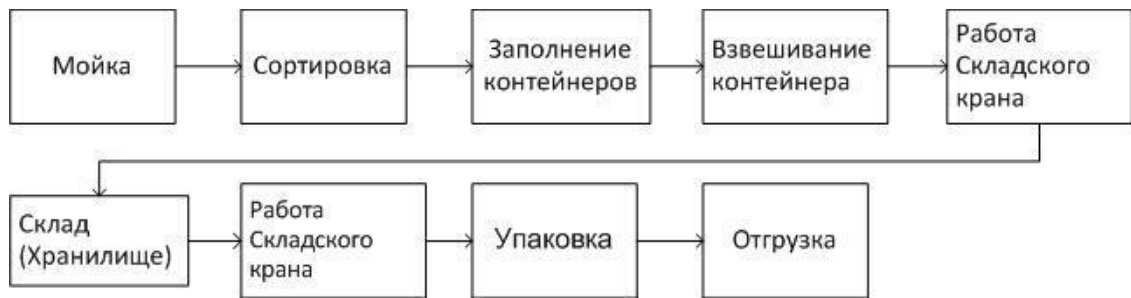 Мойка
Сортировка
Заполнение
контейнеров
Взвешивание
контейнера
Работа
Складского
крана
Склад
(Хранилище)
Работа
Складского
крана
Упаковка
Отгрузка